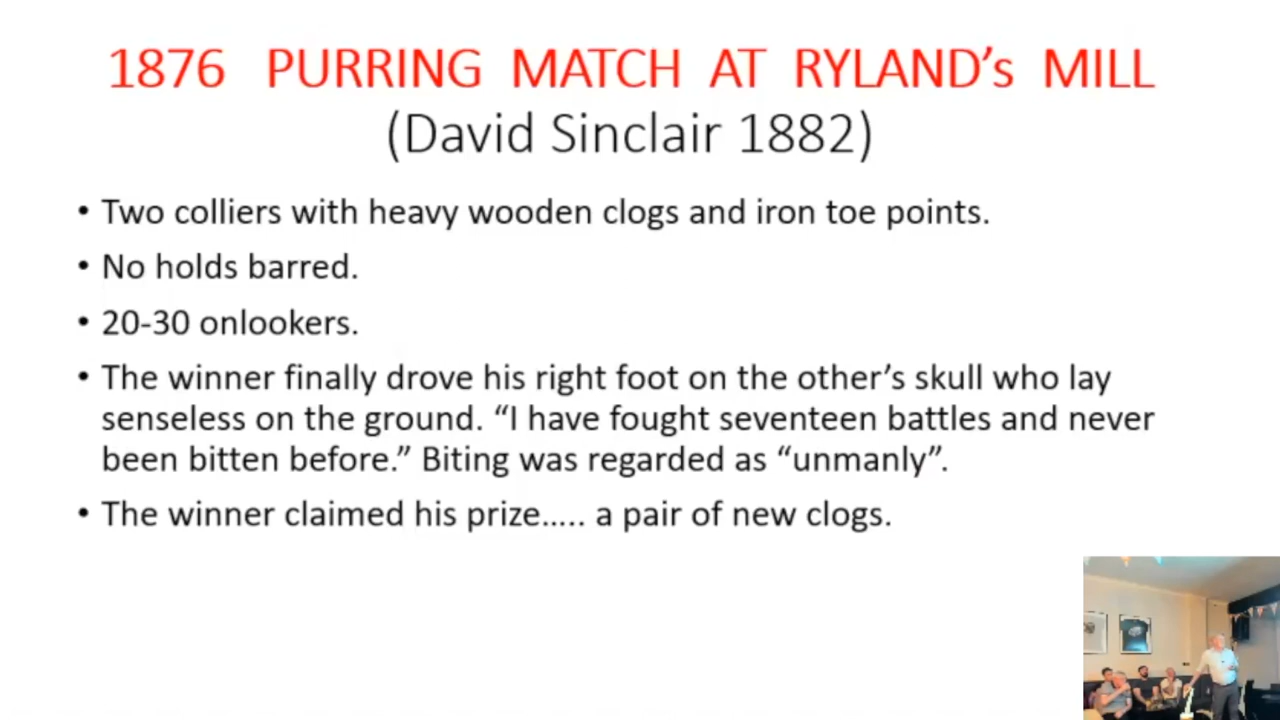 1876 PURRING MATCH AT RYLAND’s MILL
(David Sinclair 1882)
• Two colliers with heavy wooden clogs and iron toe points.
• No holds barred.
• 20-30 onlookers.
• The winner finally drove his right foot on the other’s skull who lay
senseless on the ground. “I have fought seventeen battles and never
been bitten before.” Biting was regarded as “unmanly”.
• The winner claimed his prize..... a pair of new clogs.